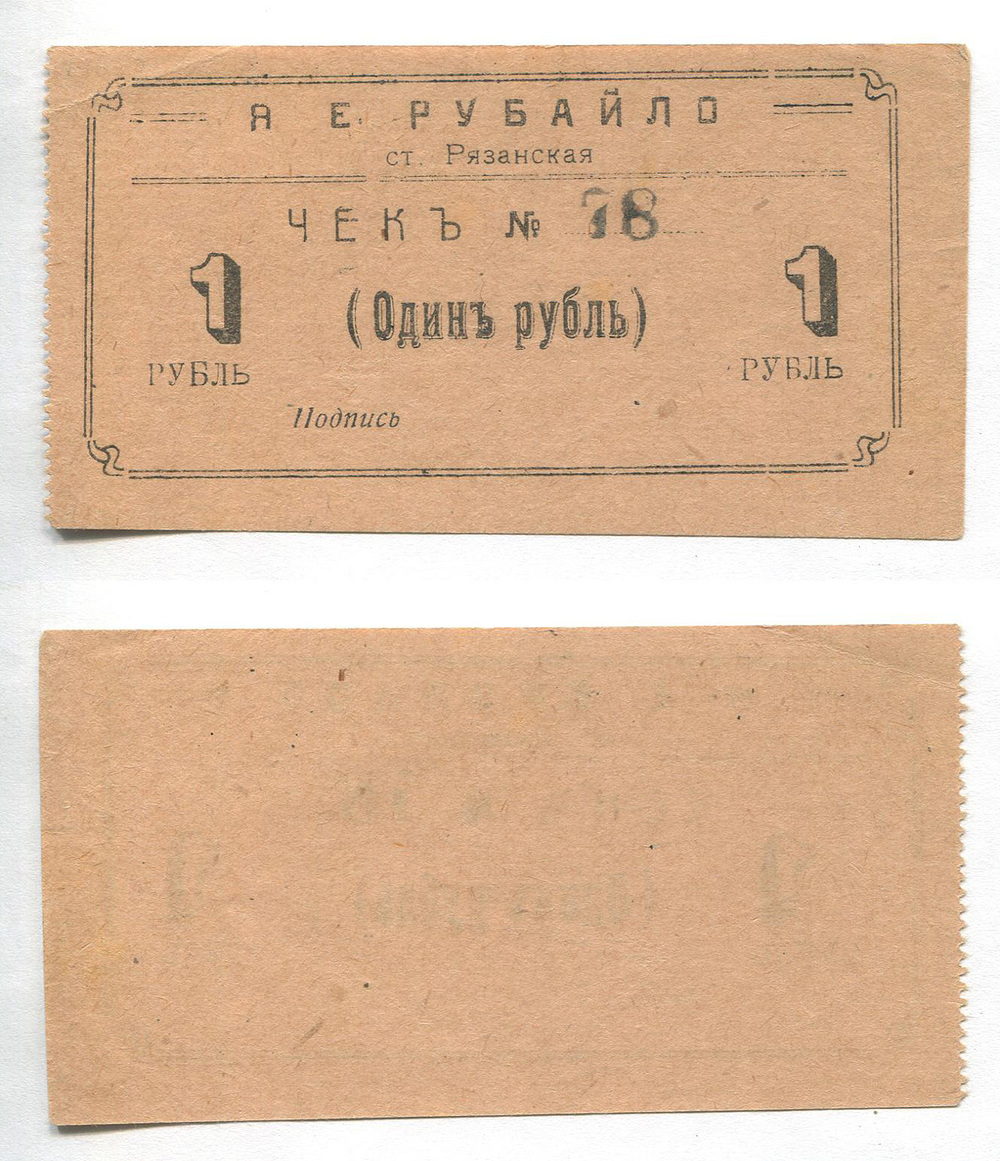 Я Е. РУБАЙЛО
ст. Рязанская
ЧЕКЪ № 78
1 (Одинъ рубль) 1
РУБЛЬ РУБЛЬ
Подпись